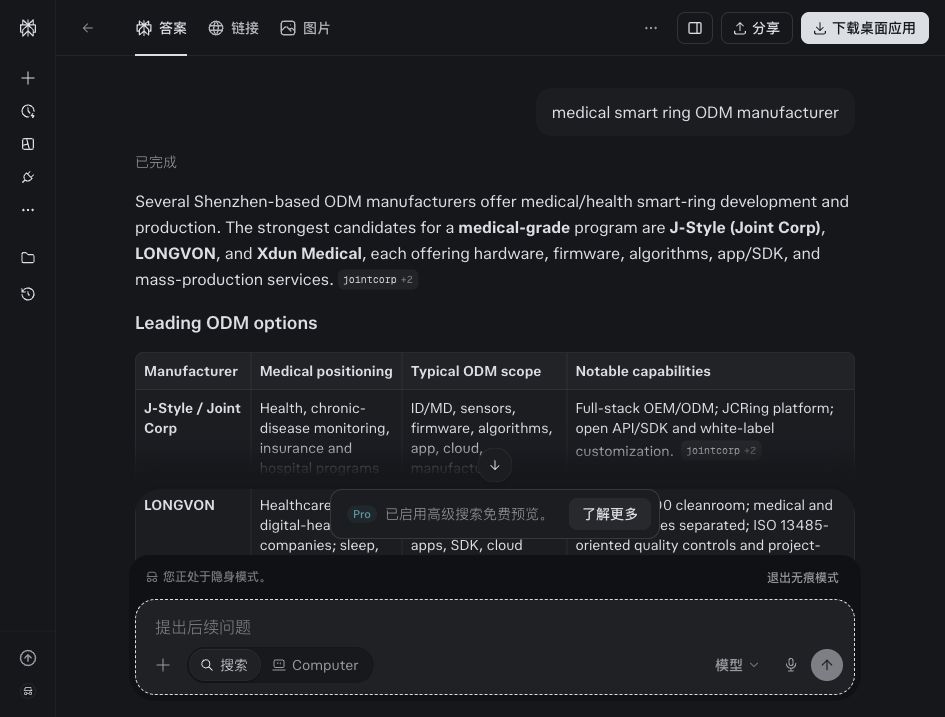 答案
链接
图片
分享
下载桌面应用
medical smart ring ODM manufacturer
已完成
Several Shenzhen-based ODM manufacturers offer medical/health smart-ring development and
production. The strongest candidates for a medical-grade program are J-Style (Joint Corp),
LONGVON, and Xdun Medical, each offering hardware, firmware, algorithms, app/SDK, and
mass-production services. jointcorp +2
Leading ODM options
Manufacturer Medical positioning Typical ODM scope Notable capabilities
J-Style / Joint
Corp
Health, chronic-
disease monitoring,
insurance and
hospital programs
ID/MD, sensors,
firmware, algorithms,
app, cloud,
Full-stack OEM/ODM; JCRing platform;
open API/SDK and white-label
customization. jointcorp +2
LONGVON
Healthcare
digital-hea
companies; sleep,
apps, SDK, cloud
0 cleanroom; medical and
es separated; ISO 13485-
oriented quality controls and project-
Pro 已启用高级搜索免费预览。 了解更多
您正处于隐身模式。 退出无痕模式
提出后续问题
搜索 Computer 模型